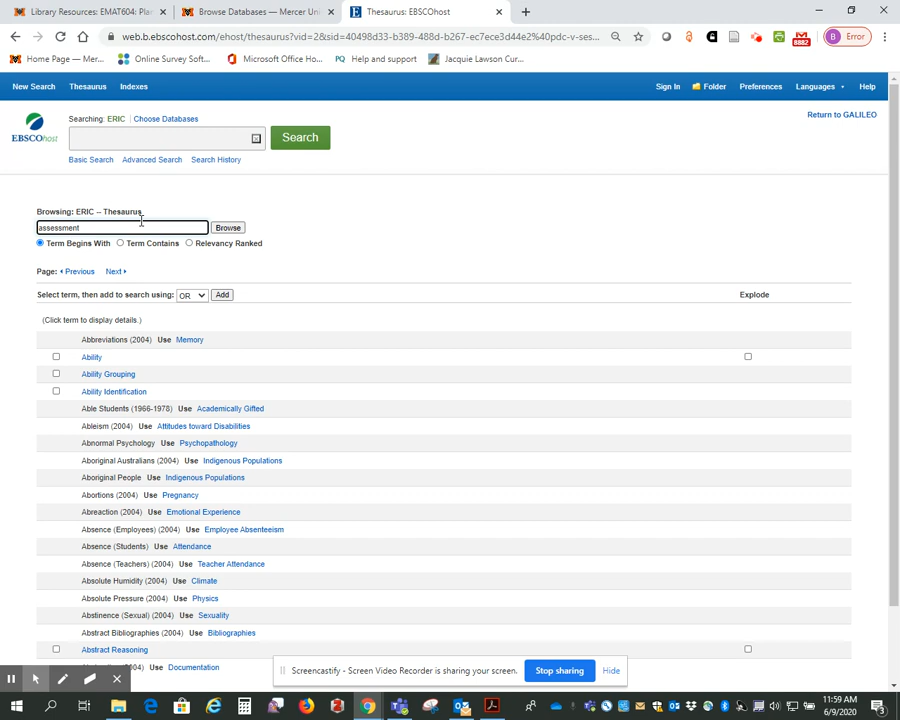 Library Resources: EMAT604: Plan
Browse Databases – Mercer Uni
Thesaurus: EBSCOhost
web.b.ebscohost.com/ehost/thesaurus?vid=2&sid=40498d33-b389-488d-b267-ec7ece3d44e2%40pdc-v-ses...
8882
B Error
Home Page — Mer...
Online Survey Soft...
Microsoft Office Ho...
PQ Help and support
Jacquie Lawson Cur...
New Search Thesaurus Indexes
Sign In Folder Preferences Languages Help
Searching: ERIC Choose Databases
Return to GALILEO
EBSCOhost
Search
Basic Search Advanced Search Search History
Browsing: ERIC -- Thesaurus
assessment Browse
Term Begins With Term Contains Relevancy Ranked
Page: Previous Next
Select term, then add to search using: OR Add Explode
(Click term to display details.)
Abbreviations (2004) Use Memory
Ability
Ability Grouping
Ability Identification
Able Students (1966-1978) Use Academically Gifted
Ableism (2004) Use Attitudes toward Disabilities
Abnormal Psychology Use Psychopathology
Aboriginal Australians (2004) Use Indigenous Populations
Aboriginal People Use Indigenous Populations
Abortions (2004) Use Pregnancy
Abreaction (2004) Use Emotional Experience
Absence (Employees) (2004) Use Employee Absenteeism
Absence (Students) (2004) Use Attendance
Absence (Teachers) (2004) Use Teacher Attendance
Absolute Humidity (2004) Use Climate
Absolute Pressure (2004) Use Physics
Abstinence (Sexual) (2004) Use Sexuality
Abstract Bibliographies (2004) Use Bibliographies
Abstract Reasoning
Use Documentation
Screencastify - Screen Video Recorder is sharing your screen. Stop sharing Hide
11:59 AM
6/9/2020